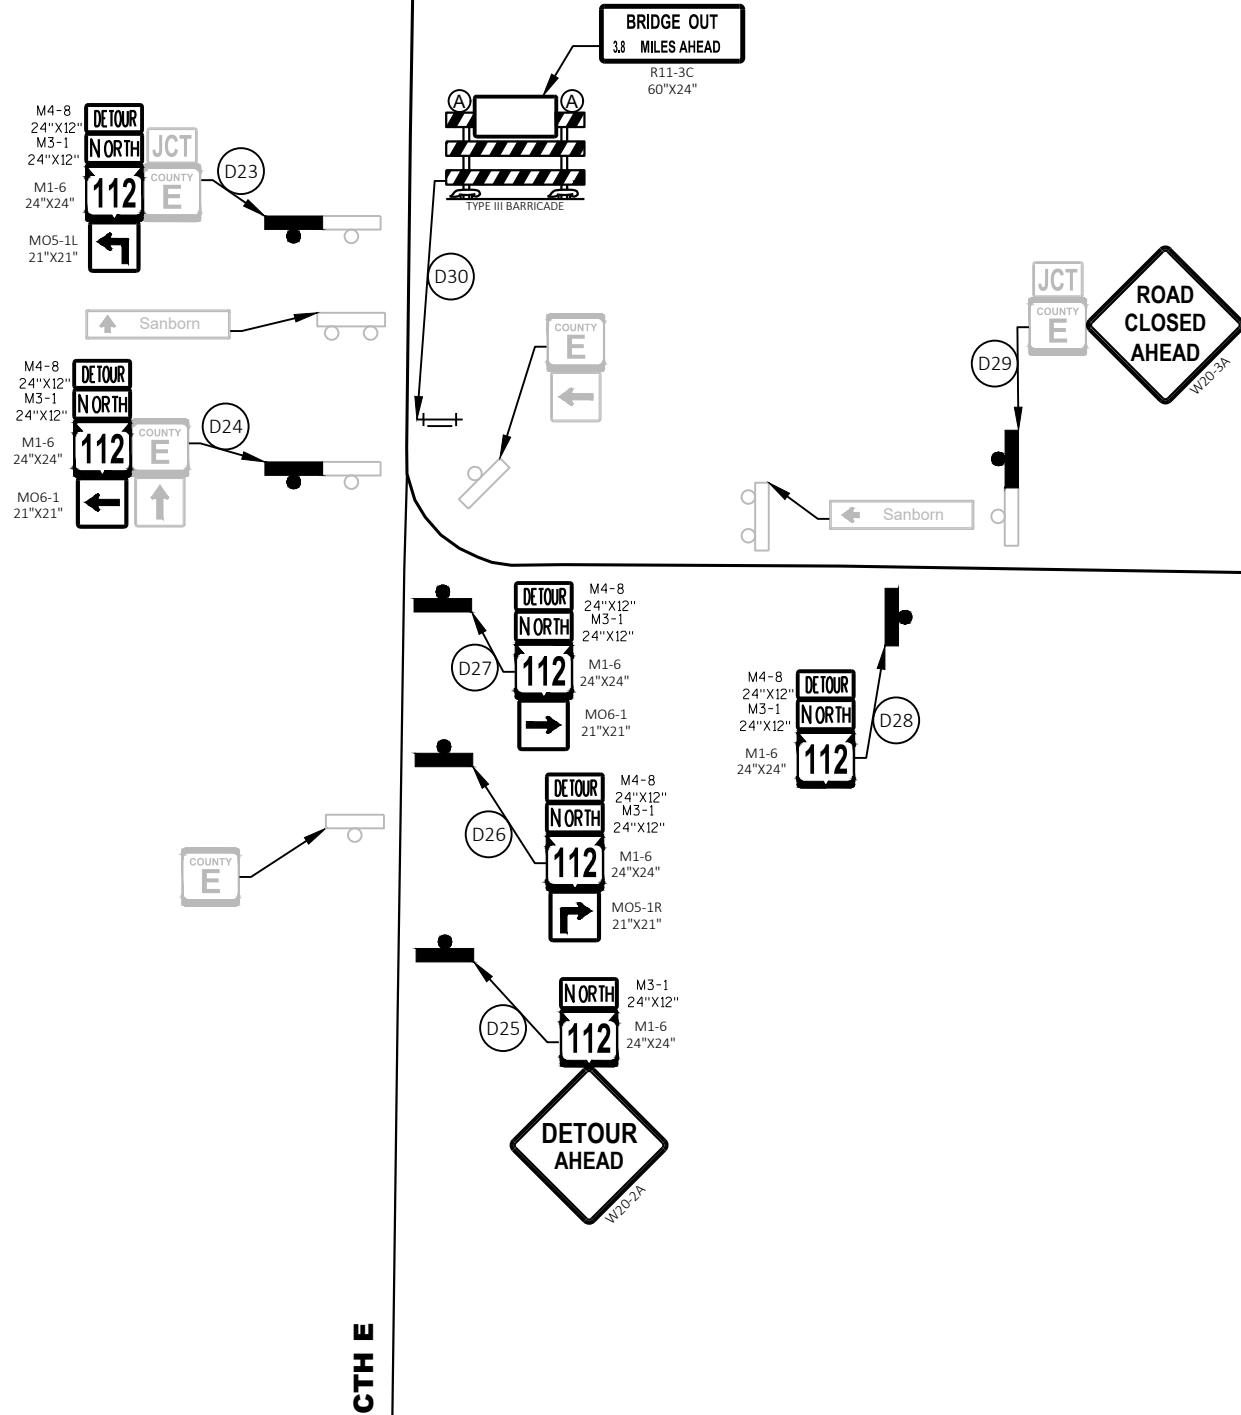 BRIDGE OUT
3.8 MILES AHEAD
R11-3C
60"X24"
A
A
TYPE III BARRICADE
D30
M4-8
24"X12"
M3-1
24"X12"
M1-6
24"X24"
MO5-1L
21"X21"
DETOUR
NORTH
112
JCT
COUNTY
E
D23
Sanborn
M4-8
24"X12"
M3-1
24"X12"
M1-6
24"X24"
MO6-1
21"X21"
DETOUR
NORTH
112
COUNTY
E
D24
COUNTY
E
JCT
COUNTY
E
ROAD
CLOSED
AHEAD
W20-3A
D29
Sanborn
D27
DETOUR
NORTH
112
M4-8
24"X12"
M3-1
24"X12"
M1-6
24"X24"
MO6-1
21"X21"
M4-8
24"X12"
M3-1
24"X12"
M1-6
24"X24"
DETOUR
NORTH
112
D28
D26
DETOUR
NORTH
112
M4-8
24"X12"
M3-1
24"X12"
M1-6
24"X24"
MO5-1R
21"X21"
COUNTY
E
D25
NORTH
112
M3-1
24"X12"
M1-6
24"X24"
DETOUR
AHEAD
W20-2A
CTH E